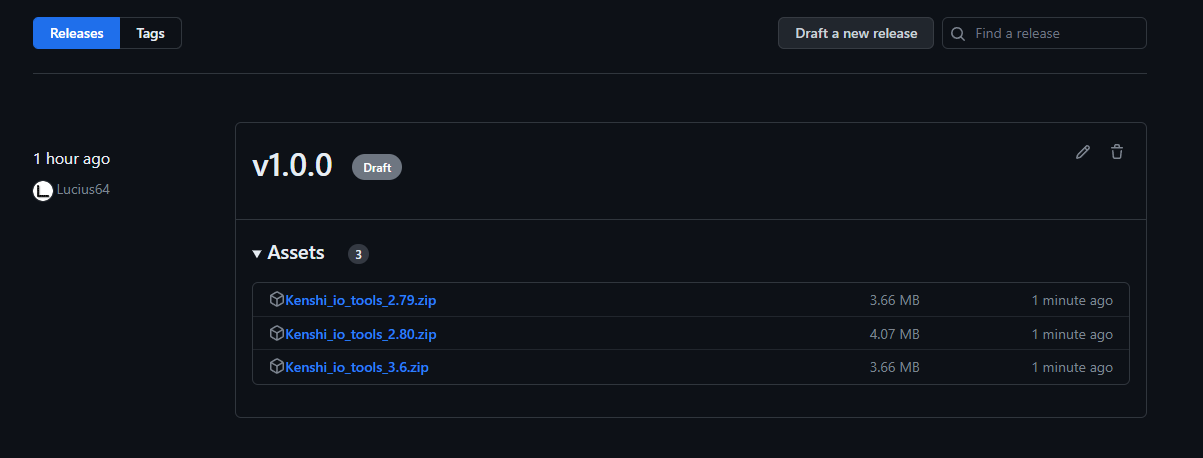 Releases Tags Draft a new release Find a release
1 hour ago
Lucius64
v1.0.0 Draft
Assets 3
Kenshi_io_tools_2.79.zip 3.66 MB 1 minute ago
Kenshi_io_tools_2.80.zip 4.07 MB 1 minute ago
Kenshi_io_tools_3.6.zip 3.66 MB 1 minute ago